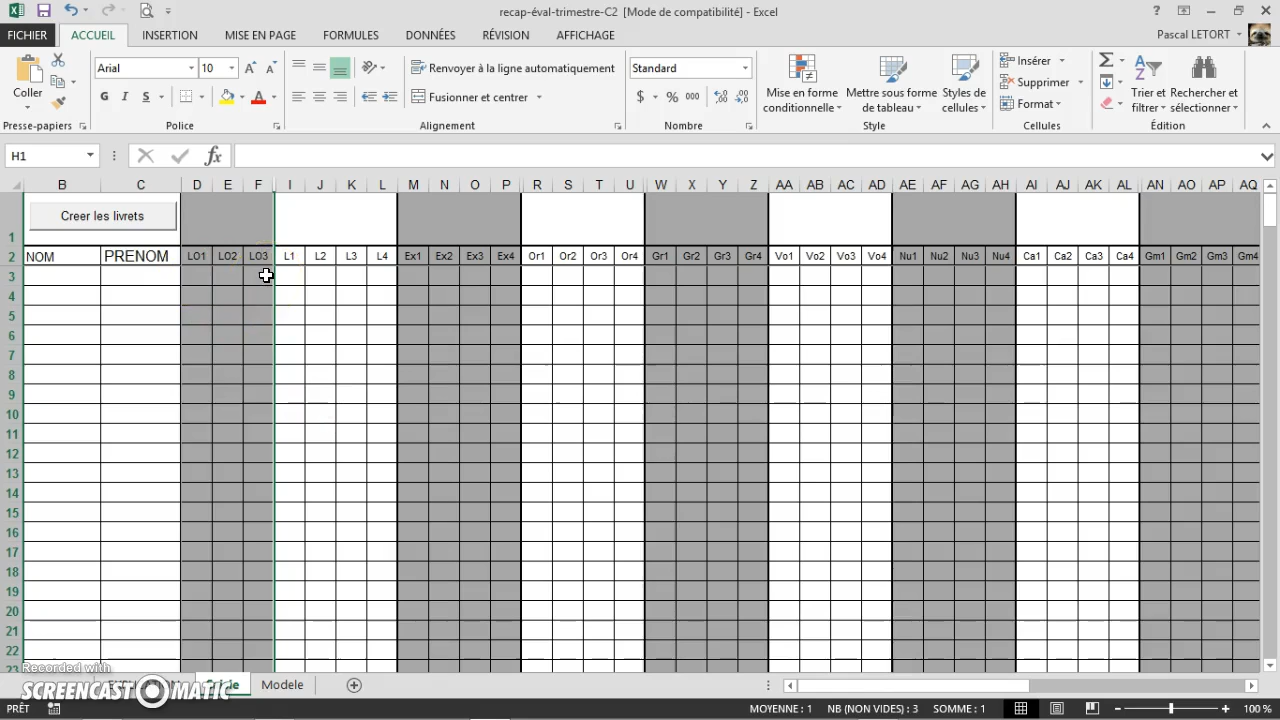 recap-éval-trimestre-C2 [Mode de compatibilité] - Excel
FICHIER ACCUEIL INSERTION MISE EN PAGE FORMULES DONNÉES RÉVISION AFFICHAGE Pascal LETORT
Coller
Arial 10
G I S
Renvoyer à la ligne automatiquement
Fusionner et centrer
Standard
$ % 000
Mise en forme conditionnelle
Mettre sous forme de tableau
Styles de cellules
Insérer
Supprimer
Format
Trier et filtrer
Rechercher et sélectionner
Presse-papiers Police Alignement Nombre Style Cellules Édition
H1 fx
B C D E F I J K L M N O P R S T U W X Y Z AA AB AC AD AE AF AG AH AI AJ AK AL AN AO AP AQ
1 Creer les livrets
2 NOM PRENOM LO1 LO2 LO3 L1 L2 L3 L4 Ex1 Ex2 Ex3 Ex4 Or1 Or2 Or3 Or4 Gr1 Gr2 Gr3 Gr4 Vo1 Vo2 Vo3 Vo4 Nu1 Nu2 Nu3 Nu4 Ca1 Ca2 Ca3 Ca4 Gm1 Gm2 Gm3 Gm4
3
4
5
6
7
8
9
10
11
12
13
14
15
16
17
18
19
20
21
22
23
Recorded with
SCREENCAST-O-MATIC
Modele
PRÊT MOYENNE : 1 NB (NON VIDES) : 3 SOMME : 1 100 %